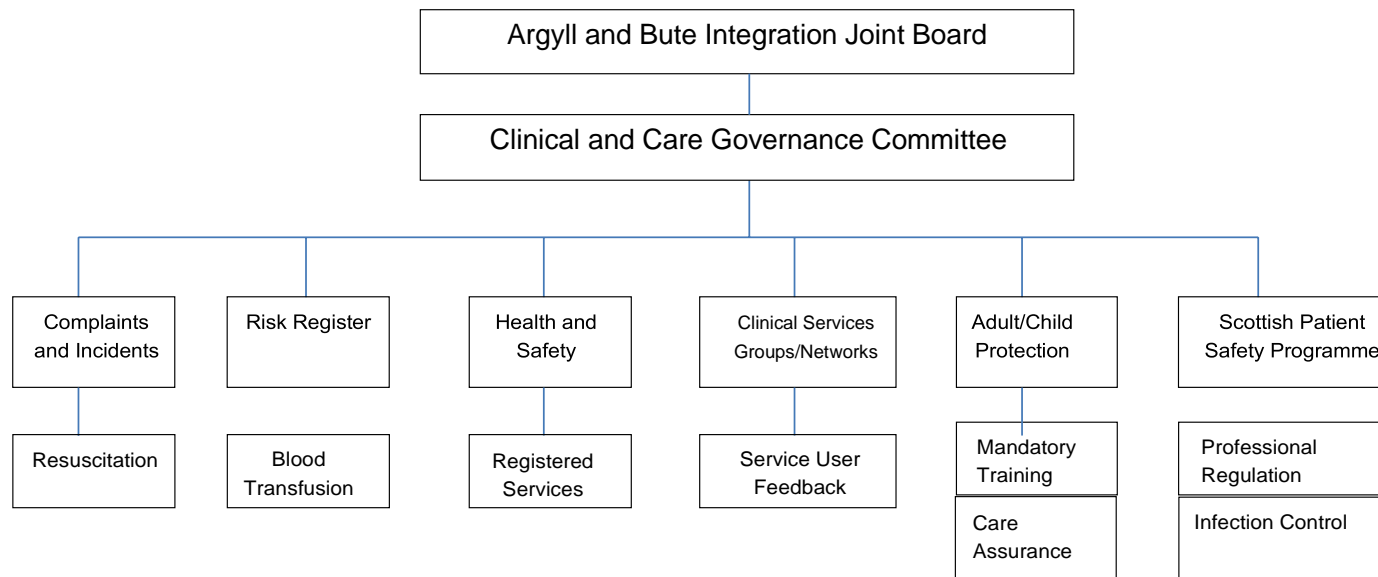 Argyll and Bute Integration Joint Board
Clinical and Care Governance Committee
Complaints
and Incidents
Risk Register
Health and
Safety
Clinical Services
Groups/Networks
Adult/Child
Protection
Scottish Patient
Safety Programme
Resuscitation
Blood
Transfusion
Registered
Services
Service User
Feedback
Mandatory
Training
Professional
Regulation
Care
Assurance
Infection Control